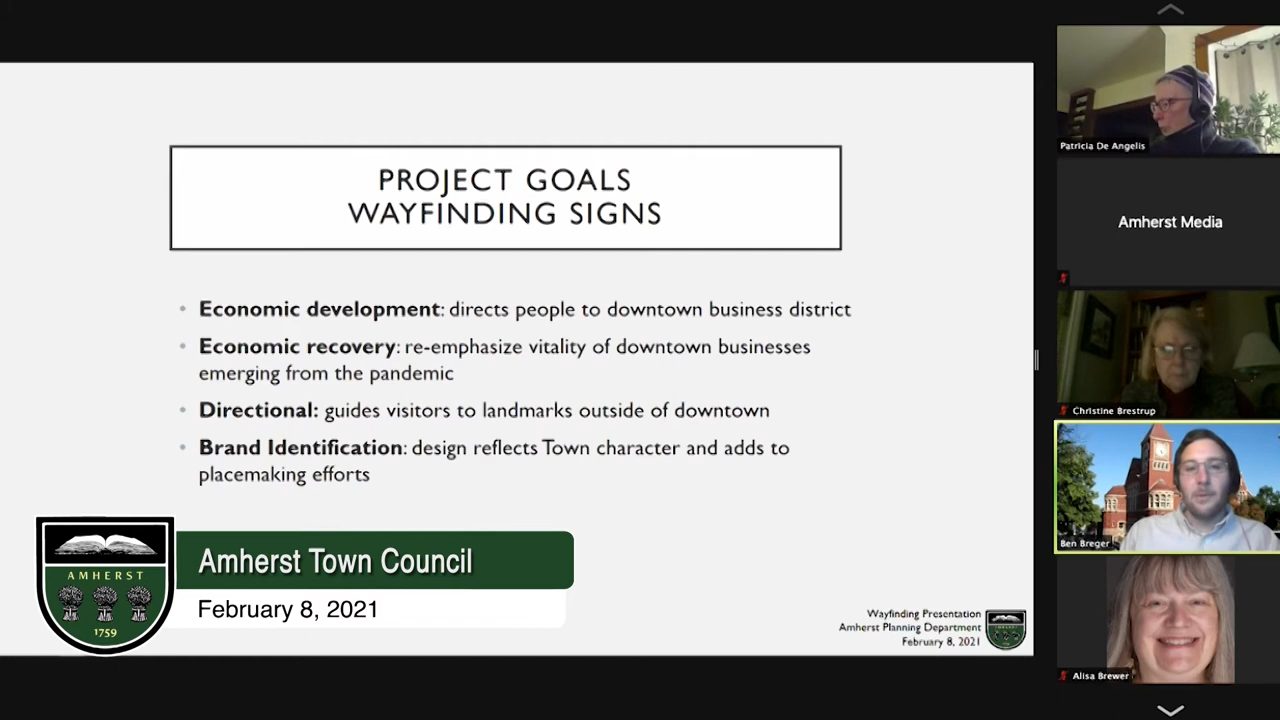 PROJECT GOALS
WAYFINDING SIGNS
• Economic development: directs people to downtown business district
• Economic recovery: re-emphasize vitality of downtown businesses
emerging from the pandemic
• Directional: guides visitors to landmarks outside of downtown
• Brand Identification: design reflects Town character and adds to
placemaking efforts
AMHERST
1759
Amherst Town Council
February 8, 2021
Wayfinding Presentation
Amherst Planning Department
February 8, 2021
Patricia De Angelis
Amherst Media
Christine Brestrup
Ben Breger
Alisa Brewer